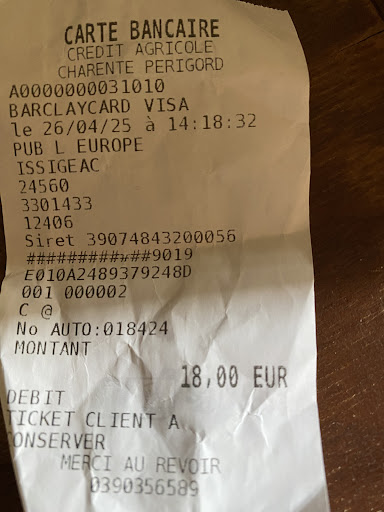 CARTE BANCAIRE
CREDIT AGRICOLE
CHARENTE PERIGORD
A0000000031010
BARCLAYCARD VISA
le 26/04/25 à 14:18:32
PUB L EUROPE
ISSIGEAC
24560
3301433
12406
Siret 39074843200056
############9019
E010A2489379248D
001 000002
C @
No AUTO:018424
MONTANT
18,00 EUR
DEBIT
TICKET CLIENT A
CONSERVER
MERCI AU REVOIR
0390356589